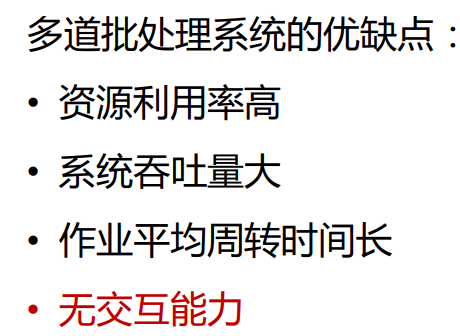 多道批处理系统的优缺点：
• 资源利用率高
• 系统吞吐量大
• 作业平均周转时间长
• 无交互能力